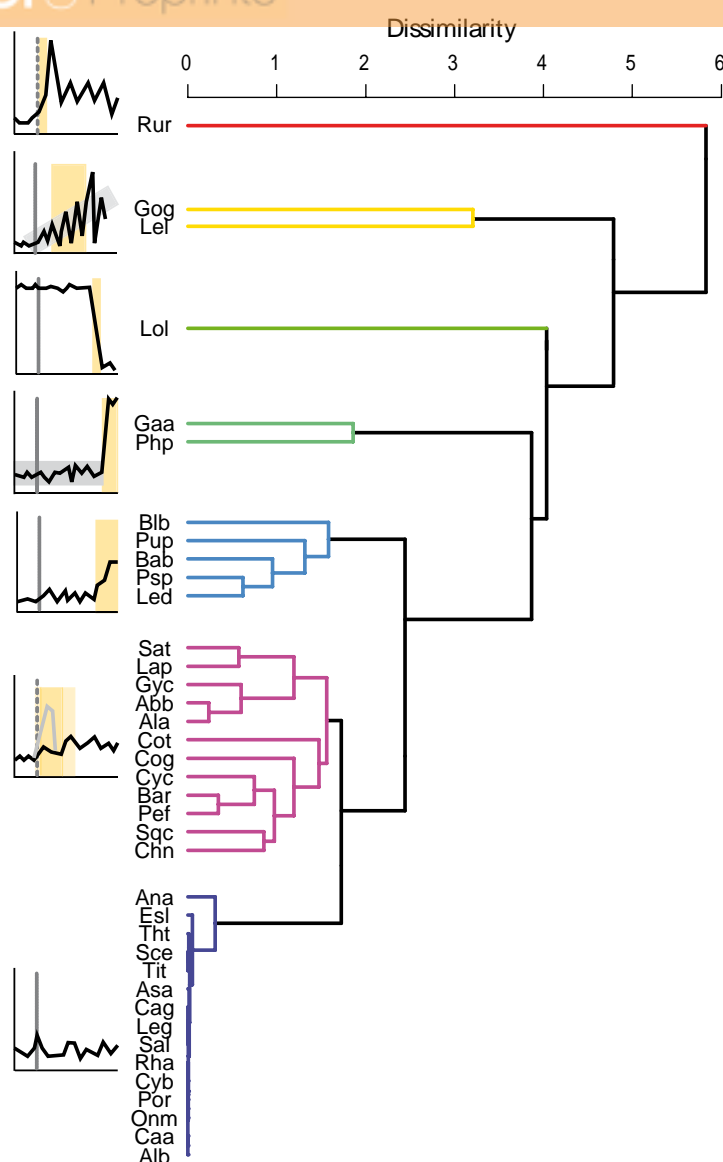 Preprints
Dissimilarity
0 1 2 3 4 5 6
Rur
Gog
Lel
Lol
Gaa
Php
Blb
Pup
Bab
Psp
Led
Sat
Lap
Gyc
Abb
Ala
Cot
Cog
Cyc
Bar
Pef
Sqc
Chn
Ana
Esl
Tht
Sce
Tit
Asa
Cag
Leg
Sal
Rha
Cyb
Por
Onm
Caa
Alb